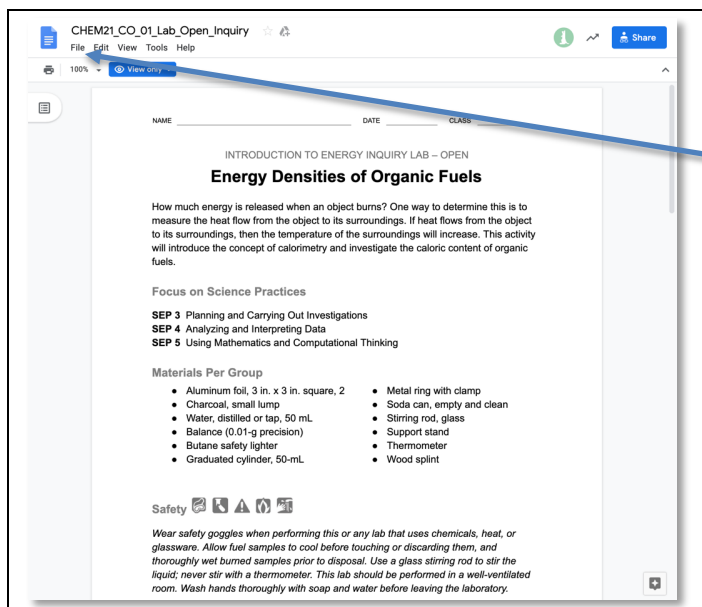 CHEM21_CO_01_Lab_Open_Inquiry
File Edit View Tools Help
Share
100% View only
NAME DATE CLASS
INTRODUCTION TO ENERGY INQUIRY LAB – OPEN
Energy Densities of Organic Fuels
How much energy is released when an object burns? One way to determine this is to
measure the heat flow from the object to its surroundings. If heat flows from the object
to its surroundings, then the temperature of the surroundings will increase. This activity
will introduce the concept of calorimetry and investigate the caloric content of organic
fuels.
Focus on Science Practices
SEP 3 Planning and Carrying Out Investigations
SEP 4 Analyzing and Interpreting Data
SEP 5 Using Mathematics and Computational Thinking
Materials Per Group
● Aluminum foil, 3 in. x 3 in. square, 2
● Charcoal, small lump
● Water, distilled or tap, 50 mL
● Balance (0.01-g precision)
● Butane safety lighter
● Graduated cylinder, 50-mL
● Metal ring with clamp
● Soda can, empty and clean
● Stirring rod, glass
● Support stand
● Thermometer
● Wood splint
Safety
Wear safety goggles when performing this or any lab that uses chemicals, heat, or
glassware. Allow fuel samples to cool before touching or discarding them, and
thoroughly wet burned samples prior to disposal. Use a glass stirring rod to stir the
liquid; never stir with a thermometer. This lab should be performed in a well-ventilated
room. Wash hands thoroughly with soap and water before leaving the laboratory.